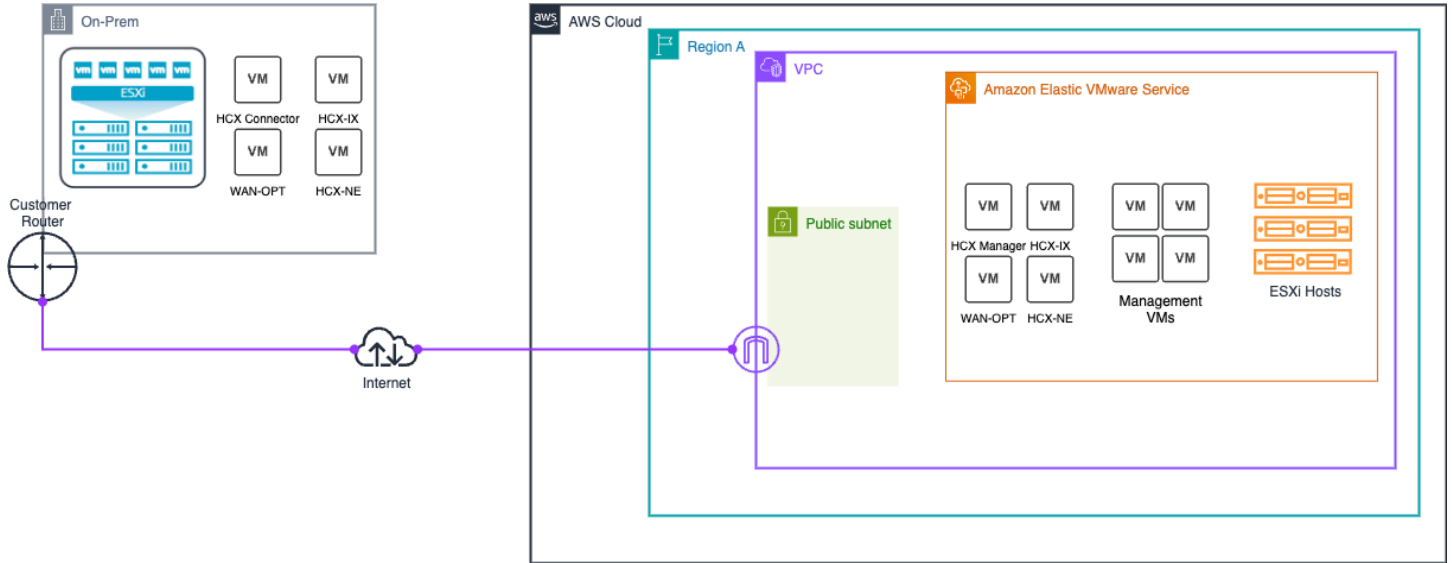 On-Prem
vm vm vm vm vm
ESXi
VM
VM
HCX Connector
HCX-IX
VM
VM
WAN-OPT
HCX-NE
Customer
Router
Internet
aws
AWS Cloud
Region A
VPC
Amazon Elastic VMware Service
Public subnet
VM
VM
HCX Manager
HCX-IX
VM
VM
WAN-OPT
HCX-NE
VM
VM
VM
VM
Management
VMs
ESXi Hosts